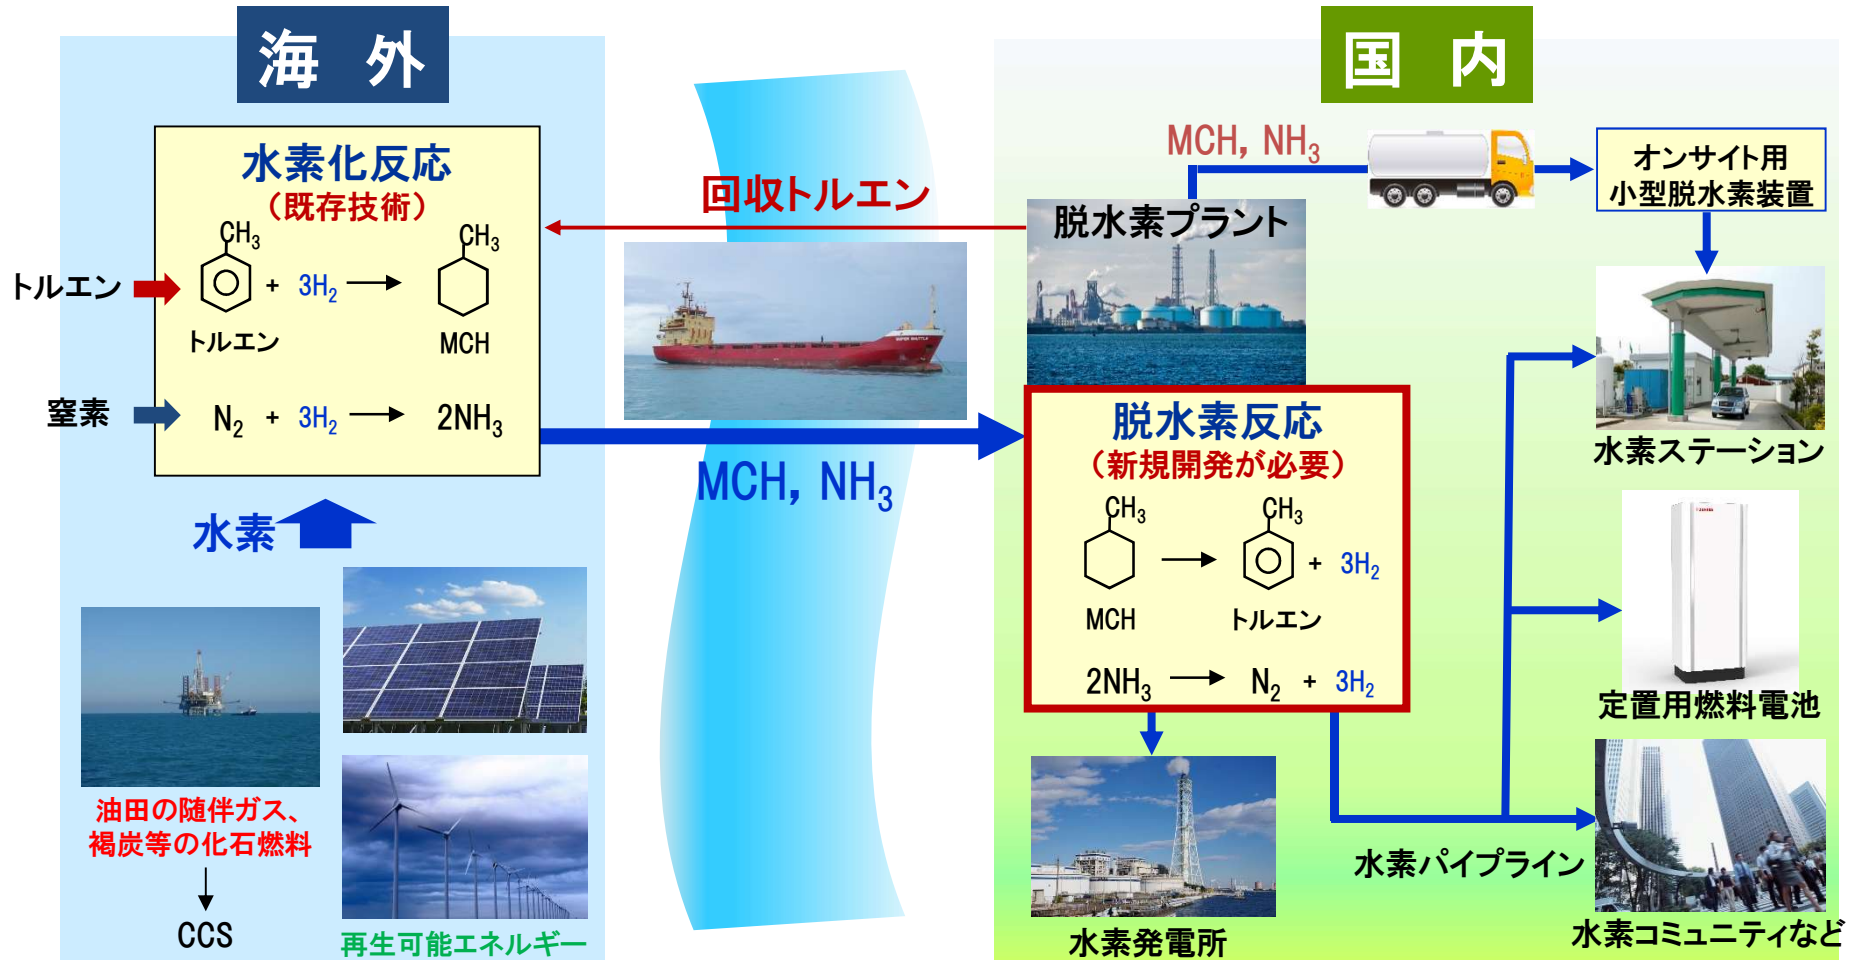 海 外
水素化反応
（既存技術）
CH3
CH3
トルエン
+ 3H2
トルエン
MCH
窒素
N2 + 3H2
2NH3
水素
油田の随伴ガス、
褐炭等の化石燃料
CCS
再生可能エネルギー
回収トルエン
MCH, NH3
国 内
MCH, NH3
脱水素プラント
オンサイト用
小型脱水素装置
水素ステーション
脱水素反応
（新規開発が必要）
CH3
CH3
+ 3H2
MCH
トルエン
2NH3
N2 + 3H2
定置用燃料電池
水素発電所
水素パイプライン
水素コミュニティなど